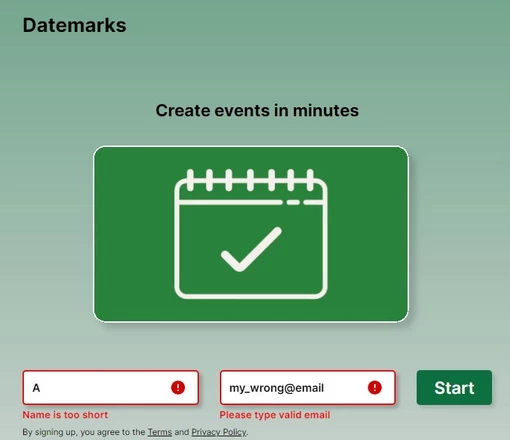 Datemarks
Create events in minutes
A
my_wrong@email
Start
Name is too short
Please type valid email
By signing up, you agree to the Terms and Privacy Policy.